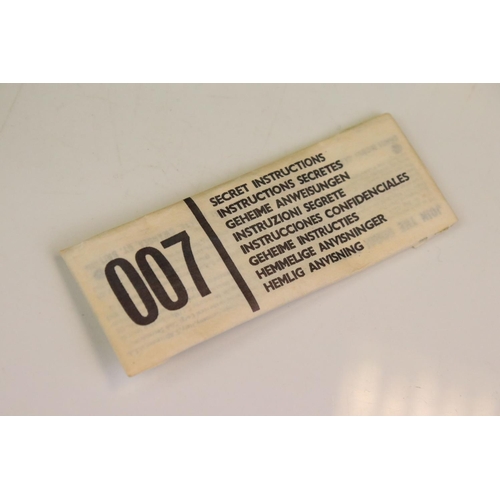 007
SECRET INSTRUCTIONS
INSTRUCTIONS SECRETES
GEHEIME ANWEISUNGEN
INSTRUZIONI SEGRETE
INSTRUCCIONES CONFIDENCIALES
GEHEIME INSTRUCTIES
HEMMELIGE ANVISNINGER
HEMLIG ANVISNING